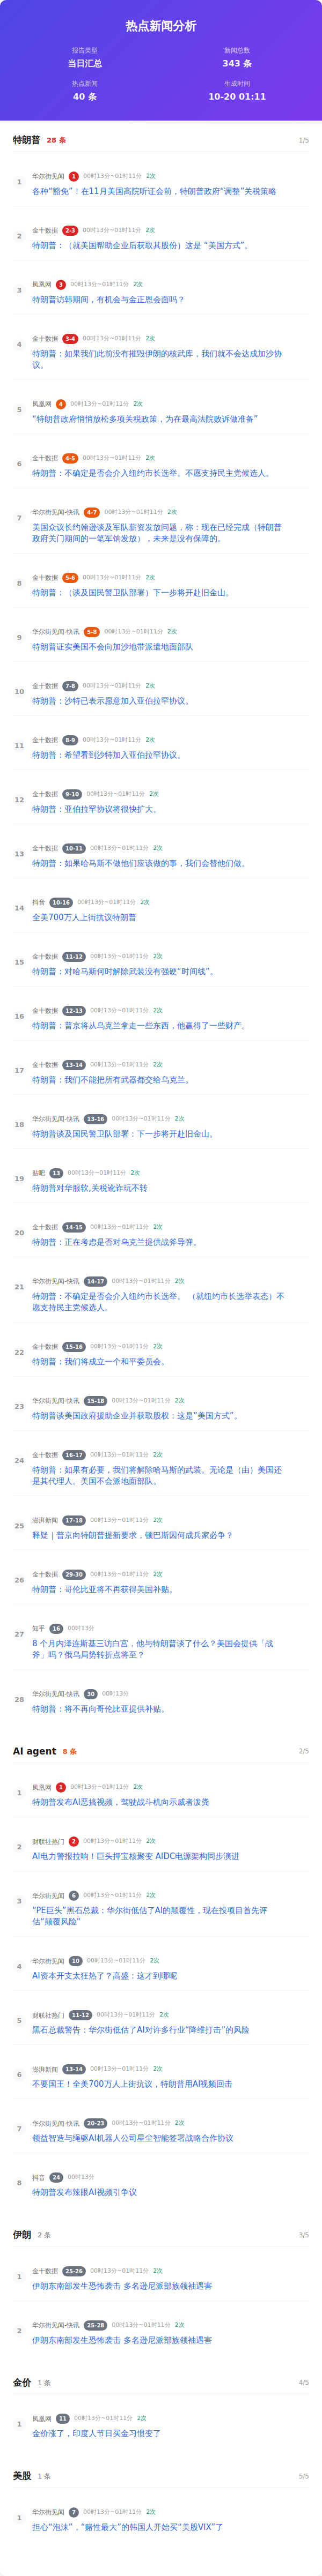 热点新闻分析
报告类型
当日汇总
新闻总数
343 条
热点新闻
40 条
生成时间
10-20 01:11
特朗普 28 条 1/5
1
华尔街见闻 1 00时13分~01时11分 2次
各种“豁免”！在11月美国高院听证会前，特朗普政府“调整”关税策略
2
金十数据 2-3 00时13分~01时11分 2次
特朗普：（就美国帮助企业后获取其股份）这是 “美国方式”。
3
凤凰网 3 00时13分~01时11分 2次
特朗普访韩期间，有机会与金正恩会面吗？
4
金十数据 3-4 00时13分~01时11分 2次
特朗普：如果我们此前没有摧毁伊朗的核武库，我们就不会达成加沙协
议。
5
凤凰网 4 00时13分~01时11分 2次
“特朗普政府悄悄放松多项关税政策，为在最高法院败诉做准备”
6
金十数据 4-5 00时13分~01时11分 2次
特朗普：不确定是否会介入纽约市长选举。不愿支持民主党候选人。
7
华尔街见闻-快讯 4-7 00时13分~01时11分 2次
美国众议长约翰逊谈及军队薪资发放问题，称：现在已经完成（特朗普
政府关门期间的一笔军饷发放），未来是没有保障的。
8
金十数据 5-6 00时13分~01时11分 2次
特朗普：（谈及国民警卫队部署）下一步将开赴旧金山。
9
华尔街见闻-快讯 5-8 00时13分~01时11分 2次
特朗普证实美国不会向加沙地带派遣地面部队
10
金十数据 7-8 00时13分~01时11分 2次
特朗普：沙特已表示愿意加入亚伯拉罕协议。
11
金十数据 8-9 00时13分~01时11分 2次
特朗普：希望看到沙特加入亚伯拉罕协议。
12
金十数据 9-10 00时13分~01时11分 2次
特朗普：亚伯拉罕协议将很快扩大。
13
金十数据 10-11 00时13分~01时11分 2次
特朗普：如果哈马斯不做他们应该做的事，我们会替他们做。
14
抖音 10-16 00时13分~01时11分 2次
全美700万人上街抗议特朗普
15
金十数据 11-12 00时13分~01时11分 2次
特朗普：对哈马斯何时解除武装没有强硬“时间线”。
16
金十数据 12-13 00时13分~01时11分 2次
特朗普：普京将从乌克兰拿走一些东西，他赢得了一些财产。
17
金十数据 13-14 00时13分~01时11分 2次
特朗普：我们不能把所有武器都交给乌克兰。
18
华尔街见闻-快讯 13-16 00时13分~01时11分 2次
特朗普谈及国民警卫队部署：下一步将开赴旧金山。
19
贴吧 13 00时13分~01时11分 2次
特朗普对华服软,关税讹诈玩不转
20
金十数据 14-15 00时13分~01时11分 2次
特朗普：正在考虑是否对乌克兰提供战斧导弹。
21
华尔街见闻-快讯 14-17 00时13分~01时11分 2次
特朗普：不确定是否会介入纽约市长选举。 （就纽约市长选举表态）不
愿支持民主党候选人。
22
金十数据 15-16 00时13分~01时11分 2次
特朗普：我们将成立一个和平委员会。
23
华尔街见闻-快讯 15-18 00时13分~01时11分 2次
特朗普谈美国政府援助企业并获取股权：这是“美国方式”。
24
金十数据 16-17 00时13分~01时11分 2次
特朗普：如果有必要，我们将解除哈马斯的武装。无论是（由）美国还
是其代理人。美国不会派地面部队。
25
澎湃新闻 17-18 00时13分~01时11分 2次
释疑｜普京向特朗普提新要求，顿巴斯因何成兵家必争？
26
金十数据 29-30 00时13分~01时11分 2次
特朗普：哥伦比亚将不再获得美国补贴。
27
知乎 16 00时13分
8 个月内泽连斯基三访白宫，他与特朗普谈了什么？美国会提供「战
斧」吗？俄乌局势转折点将至？
28
华尔街见闻-快讯 30 00时13分
特朗普：将不再向哥伦比亚提供补贴。
AI agent 8 条 2/5
1
凤凰网 1 00时13分~01时11分 2次
特朗普发布AI恶搞视频，驾驶战斗机向示威者泼粪
2
财联社热门 2 00时13分~01时11分 2次
AI电力警报拉响！巨头押宝核聚变 AIDC电源架构同步演进
3
华尔街见闻 6 00时13分~01时11分 2次
“PE巨头”黑石总裁：华尔街低估了AI的颠覆性，现在投项目首先评
估“颠覆风险”
4
华尔街见闻 10 00时13分~01时11分 2次
AI资本开支太狂热了？高盛：这才到哪呢
5
财联社热门 11-12 00时13分~01时11分 2次
黑石总裁警告：华尔街低估了AI对许多行业“降维打击”的风险
6
澎湃新闻 13-14 00时13分~01时11分 2次
不要国王！全美700万人上街抗议，特朗普用AI视频回击
7
华尔街见闻-快讯 20-23 00时13分~01时11分 2次
领益智造与绳驱AI机器人公司星尘智能签署战略合作协议
8
抖音 24 00时13分
特朗普发布辣眼AI视频引争议
伊朗 2 条 3/5
1
金十数据 25-26 00时13分~01时11分 2次
伊朗东南部发生恐怖袭击 多名逊尼派部族领袖遇害
2
华尔街见闻-快讯 25-28 00时13分~01时11分 2次
伊朗东南部发生恐怖袭击 多名逊尼派部族领袖遇害
金价 1 条 4/5
1
凤凰网 11 00时13分~01时11分 2次
金价涨了，印度人节日买金习惯变了
美股 1 条 5/5
1
华尔街见闻 7 00时13分~01时11分 2次
担心“泡沫”，“赌性最大”的韩国人开始买“美股VIX”了